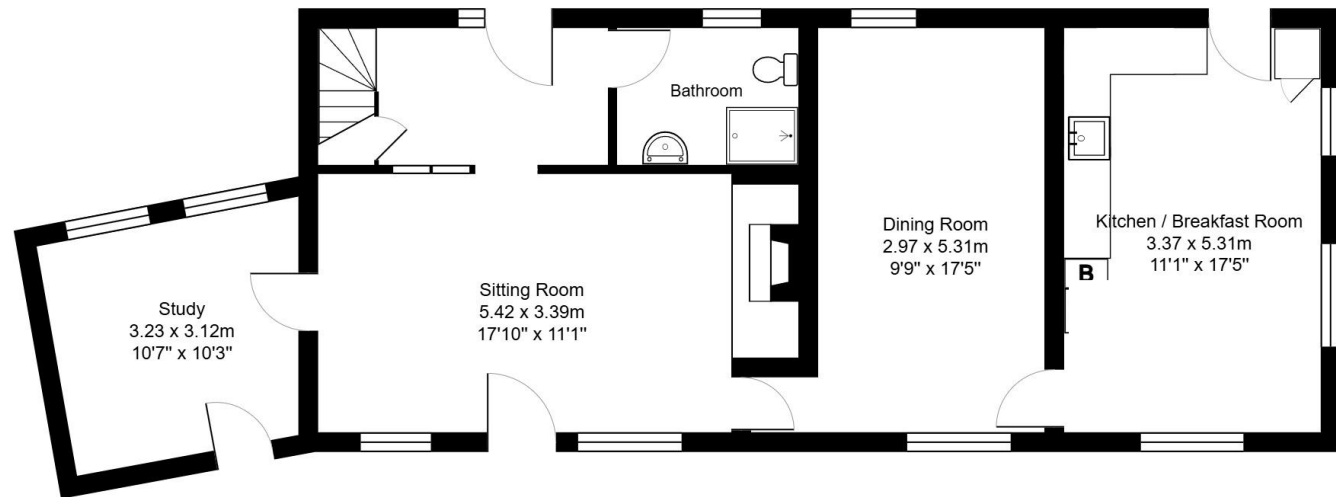 Bathroom
Dining Room
2.97 x 5.31m
9'9" x 17'5"
Kitchen / Breakfast Room
3.37 x 5.31m
11'1" x 17'5"
B
Sitting Room
5.42 x 3.39m
17'10" x 11'1"
Study
3.23 x 3.12m
10'7" x 10'3"